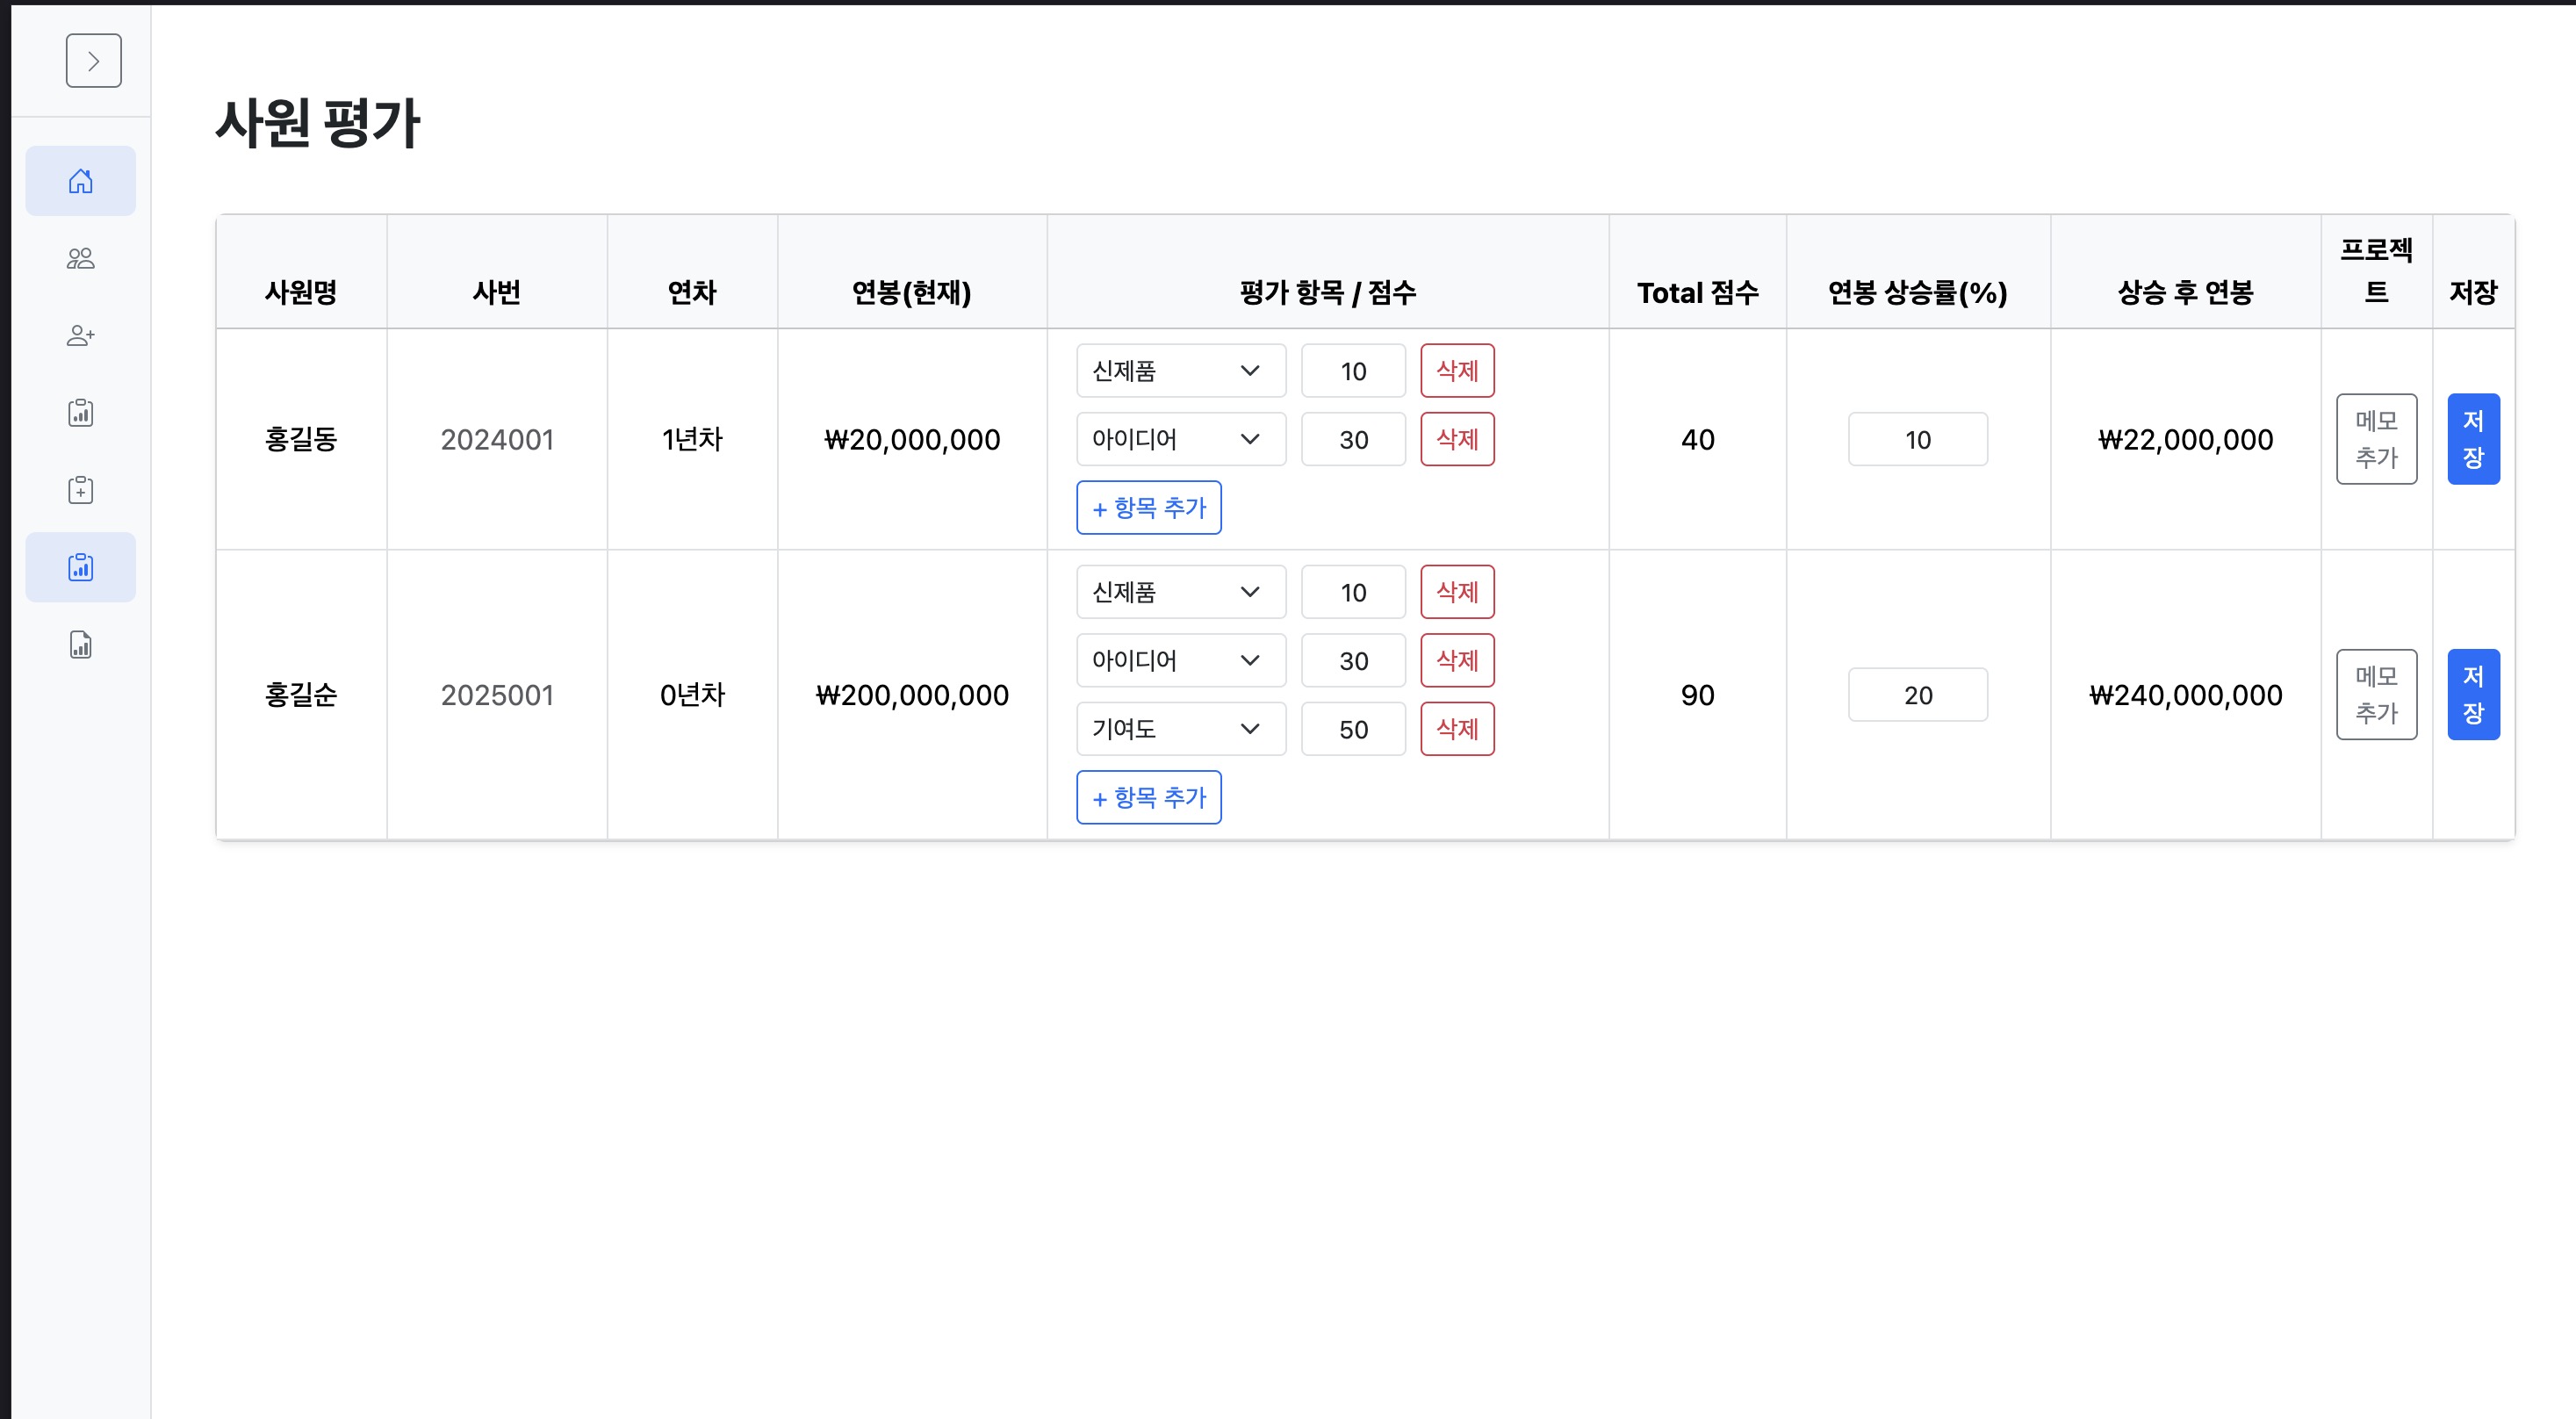 사원 평가
사원명 사번 연차 연봉(현재) 평가 항목 / 점수 Total 점수 연봉 상승률(%) 상승 후 연봉 프로젝트 저장
홍길동 2024001 1년차 ₩20,000,000
신제품 10 삭제
아이디어 30 삭제
+ 항목 추가
40 10 ₩22,000,000
메모
추가
저
장
홍길순 2025001 0년차 ₩200,000,000
신제품 10 삭제
아이디어 30 삭제
기여도 50 삭제
+ 항목 추가
90 20 ₩240,000,000
메모
추가
저
장